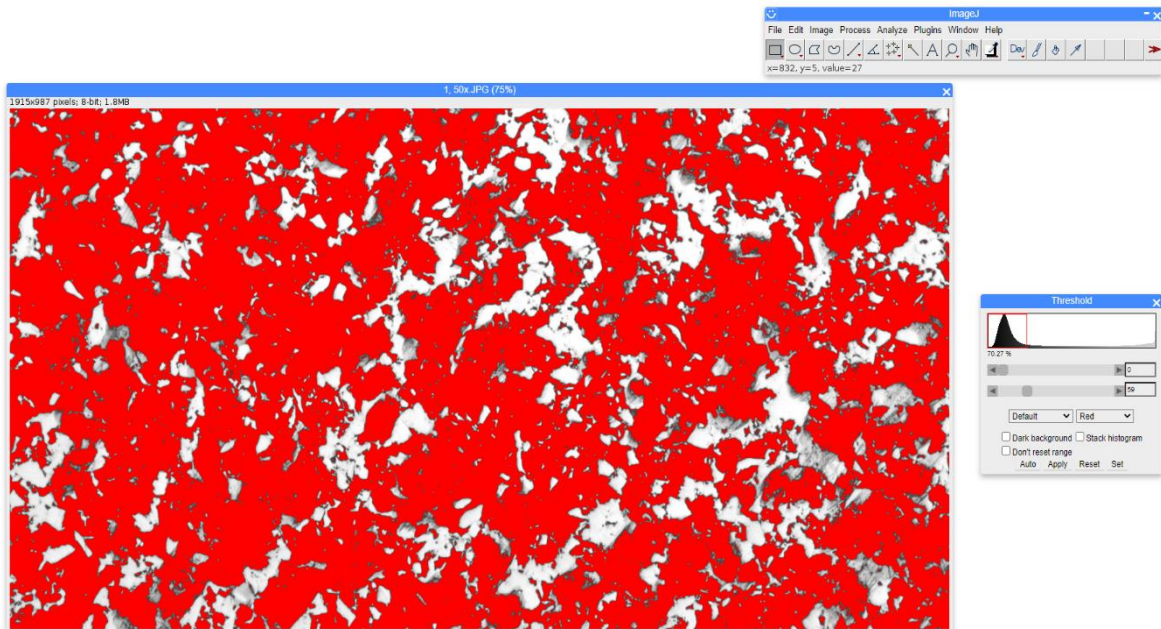 ImageJ
File Edit Image Process Analyze Plugins Window Help
Dev
x=832, y=5, value=27
1, 50x.JPG (75%)
1915x987 pixels; 8-bit; 1.8MB
Threshold
70.27 %
0
59
Default Red
Dark background Stack histogram
Don't reset range
Auto Apply Reset Set